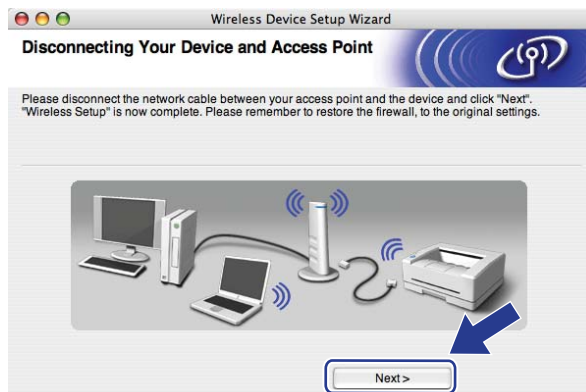 Wireless Device Setup Wizard
Disconnecting Your Device and Access Point
Please disconnect the network cable between your access point and the device and click "Next".
"Wireless Setup" is now complete. Please remember to restore the firewall, to the original settings.
Next >